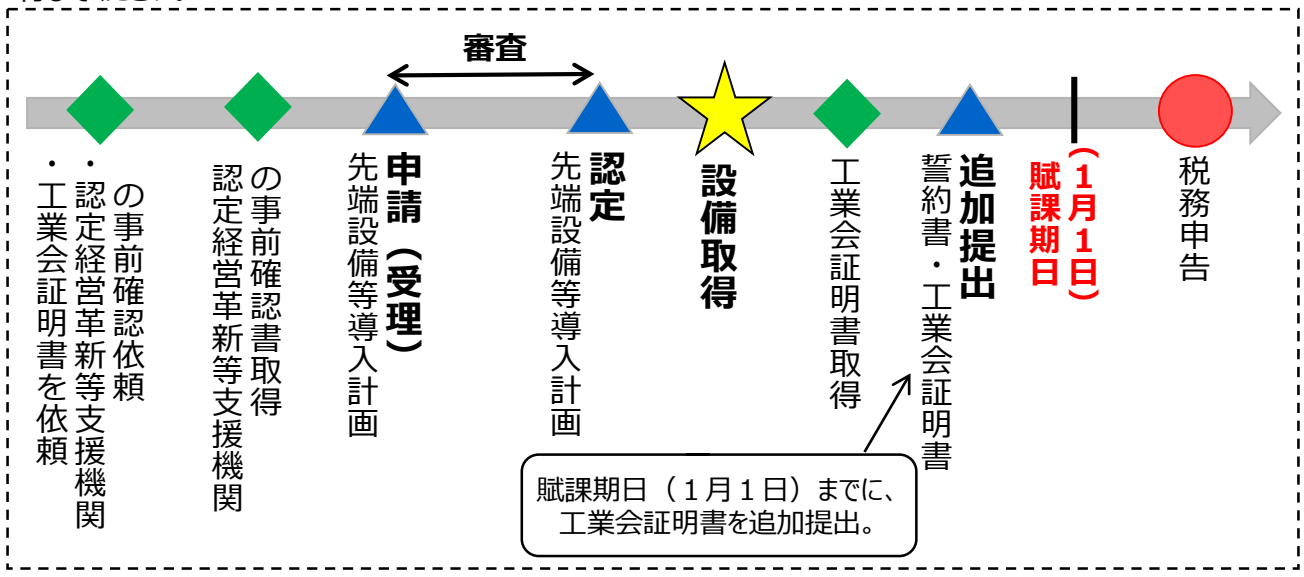 審査
・認定経営革新等支援機関
の事前確認依頼
・工業会証明書を依頼
認定経営革新等支援機関
の事前確認書取得
申請（受理）
先端設備等導入計画
認定
先端設備等導入計画
設備取得
工業会証明書取得
追加提出
誓約書・工業会証明書
（１月１日）
賦課期日
税務申告
賦課期日（１月１日）までに、
工業会証明書を追加提出。